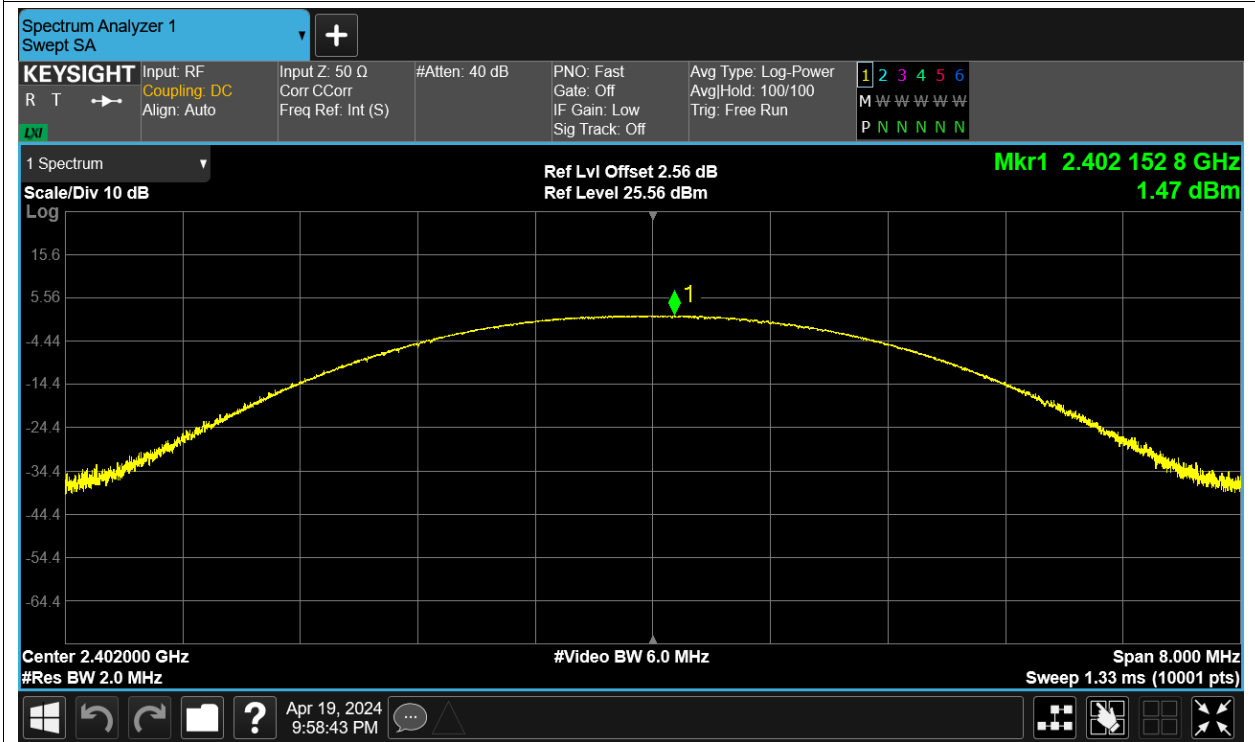 Spectrum Analyzer 1
Swept SA
+
KEYSIGHT
R T
LXI
Input: RF
Coupling: DC
Align: Auto
Input Z: 50 Ω
Corr CCorr
Freq Ref: Int (S)
#Atten: 40 dB
PNO: Fast
Gate: Off
IF Gain: Low
Sig Track: Off
Avg Type: Log-Power
Avg|Hold: 100/100
Trig: Free Run
1 2 3 4 5 6
M W W W W W
P N N N N N
1 Spectrum
Scale/Div 10 dB
Log
Ref Lvl Offset 2.56 dB
Ref Level 25.56 dBm
Mkr1 2.402 152 8 GHz
1.47 dBm
15.6
5.56
-4.44
-14.4
-24.4
-34.4
-44.4
-54.4
-64.4
1
Center 2.402000 GHz
#Res BW 2.0 MHz
#Video BW 6.0 MHz
Span 8.000 MHz
Sweep 1.33 ms (10001 pts)
?
Apr 19, 2024
9:58:43 PM